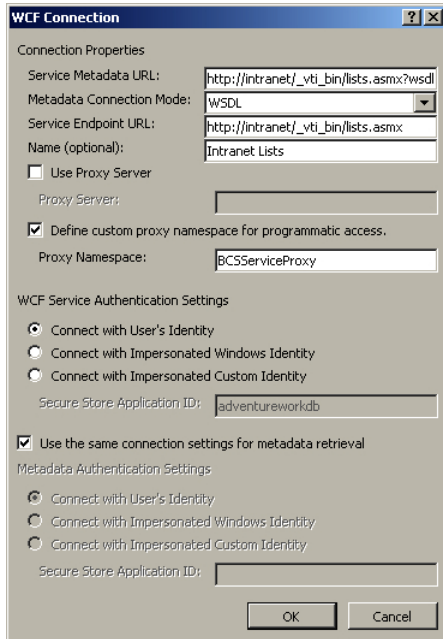 WCF Connection
Connection Properties
Service Metadata URL: http://intranet/_vti_bin/lists.asmx?wsdl
Metadata Connection Mode: WSDL
Service Endpoint URL: http://intranet/_vti_bin/lists.asmx
Name (optional): Intranet Lists
Use Proxy Server
Proxy Server:
Define custom proxy namespace for programmatic access.
Proxy Namespace: BCSServiceProxy
WCF Service Authentication Settings
Connect with User's Identity
Connect with Impersonated Windows Identity
Connect with Impersonated Custom Identity
Secure Store Application ID: adventureworkdb
Use the same connection settings for metadata retrieval
Metadata Authentication Settings
Connect with User's Identity
Connect with Impersonated Windows Identity
Connect with Impersonated Custom Identity
Secure Store Application ID:
OK Cancel